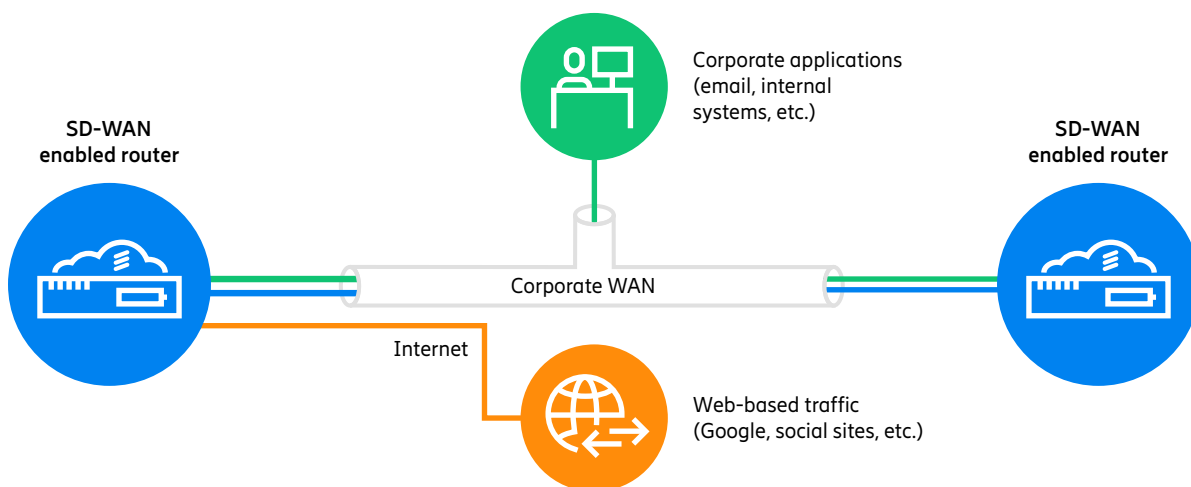 Corporate applications
(email, internal
systems, etc.)
SD-WAN
enabled router
SD-WAN
enabled router
Corporate WAN
Internet
Web-based traffic
(Google, social sites, etc.)